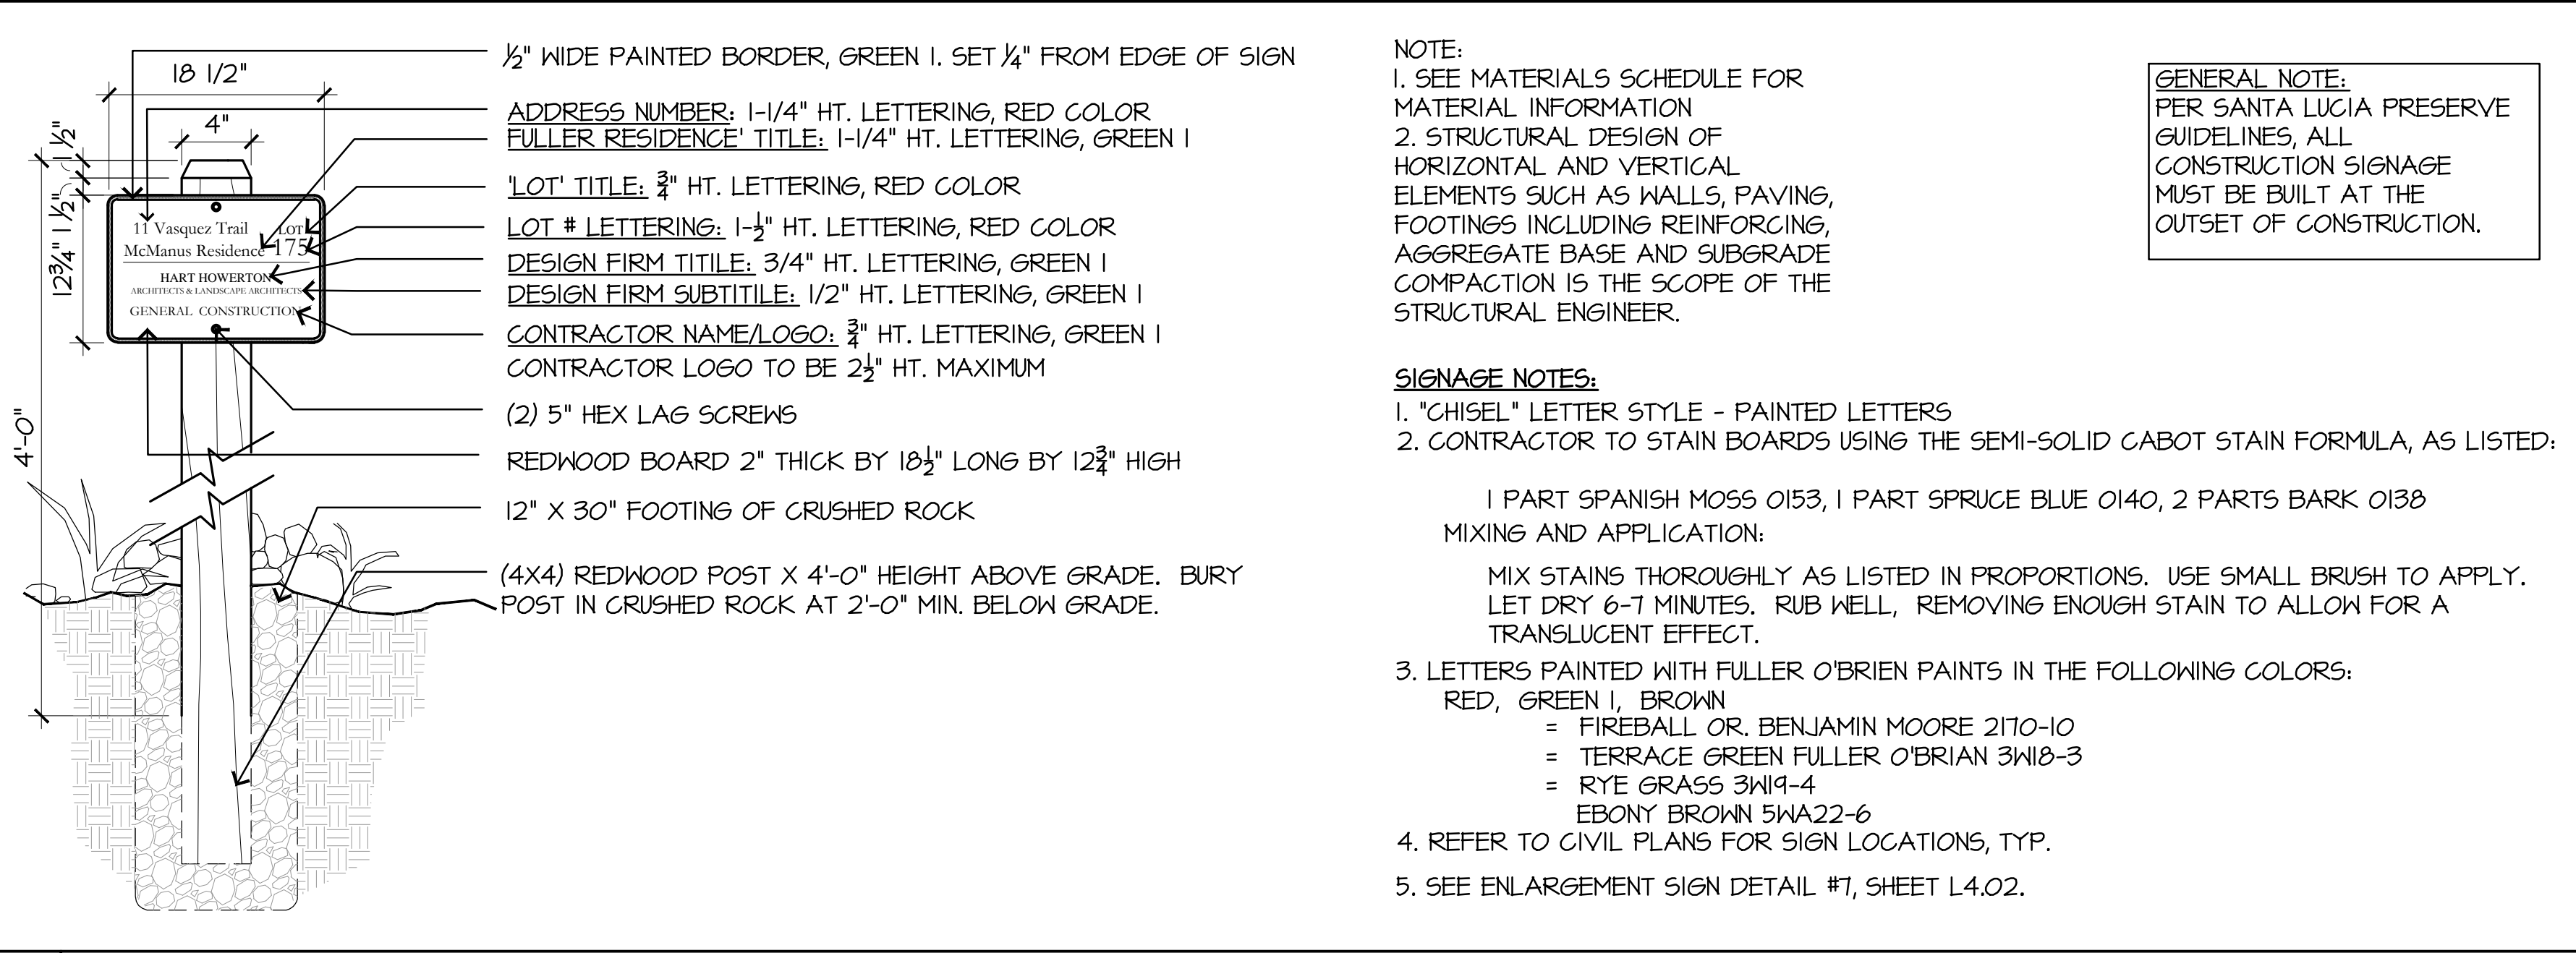 ½" WIDE PAINTED BORDER, GREEN 1. SET ¼" FROM EDGE OF SIGN
18 1/2"
ADDRESS NUMBER: 1-1/4" HT. LETTERING, RED COLOR
4"
FULLER RESIDENCE' TITLE: 1-1/4" HT. LETTERING, GREEN 1
1 ½"
'LOT' TITLE: ¾" HT. LETTERING, RED COLOR
1 ½"
LOT # LETTERING: 1-½" HT. LETTERING, RED COLOR
12¾"
11 Vasquez Trail
LOT
McManus Residence
175
HART HOWERTON
ARCHITECTS & LANDSCAPE ARCHITECTS
GENERAL CONSTRUCTION
DESIGN FIRM TITILE: 3/4" HT. LETTERING, GREEN 1
DESIGN FIRM SUBTITILE: 1/2" HT. LETTERING, GREEN 1
CONTRACTOR NAME/LOGO: ¾" HT. LETTERING, GREEN 1
CONTRACTOR LOGO TO BE 2½" HT. MAXIMUM
(2) 5" HEX LAG SCREWS
4'-0"
REDWOOD BOARD 2" THICK BY 18½" LONG BY 12¾" HIGH
12" X 30" FOOTING OF CRUSHED ROCK
(4X4) REDWOOD POST X 4'-0" HEIGHT ABOVE GRADE. BURY
POST IN CRUSHED ROCK AT 2'-0" MIN. BELOW GRADE.
NOTE:
1. SEE MATERIALS SCHEDULE FOR
MATERIAL INFORMATION
2. STRUCTURAL DESIGN OF
HORIZONTAL AND VERTICAL
ELEMENTS SUCH AS WALLS, PAVING,
FOOTINGS INCLUDING REINFORCING,
AGGREGATE BASE AND SUBGRADE
COMPACTION IS THE SCOPE OF THE
STRUCTURAL ENGINEER.
GENERAL NOTE:
PER SANTA LUCIA PRESERVE
GUIDELINES, ALL
CONSTRUCTION SIGNAGE
MUST BE BUILT AT THE
OUTSET OF CONSTRUCTION.
SIGNAGE NOTES:
1. "CHISEL" LETTER STYLE - PAINTED LETTERS
2. CONTRACTOR TO STAIN BOARDS USING THE SEMI-SOLID CABOT STAIN FORMULA, AS LISTED:
1 PART SPANISH MOSS 0153, 1 PART SPRUCE BLUE 0140, 2 PARTS BARK 0138
MIXING AND APPLICATION:
MIX STAINS THOROUGHLY AS LISTED IN PROPORTIONS. USE SMALL BRUSH TO APPLY.
LET DRY 6-7 MINUTES. RUB WELL, REMOVING ENOUGH STAIN TO ALLOW FOR A
TRANSLUCENT EFFECT.
3. LETTERS PAINTED WITH FULLER O'BRIEN PAINTS IN THE FOLLOWING COLORS:
RED, GREEN 1, BROWN
= FIREBALL OR. BENJAMIN MOORE 2170-10
= TERRACE GREEN FULLER O'BRIAN 3W18-3
= RYE GRASS 3W19-4
EBONY BROWN 5WA22-6
4. REFER TO CIVIL PLANS FOR SIGN LOCATIONS, TYP.
5. SEE ENLARGEMENT SIGN DETAIL #7, SHEET L4.02.